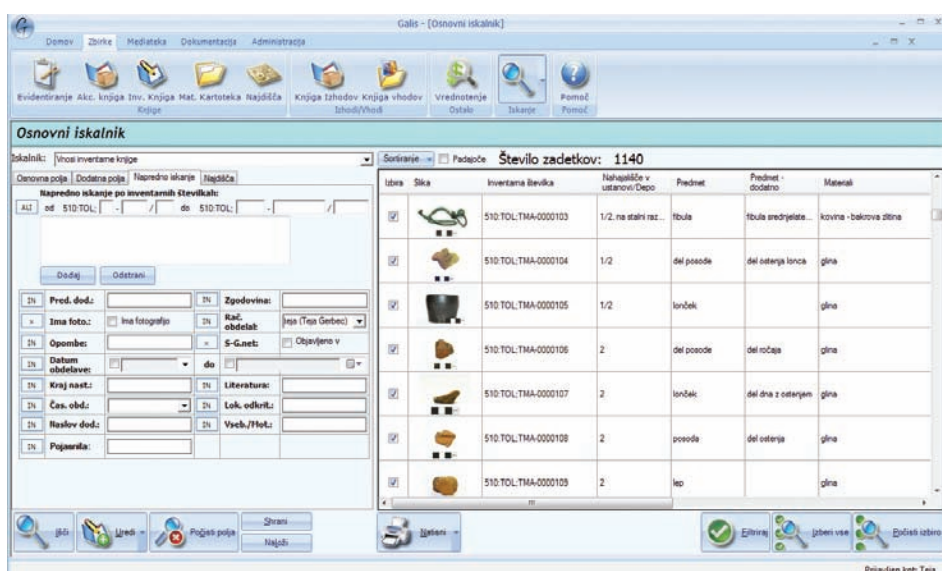 Galis - [Osnovni iskalnik]
Domov Zbirke Mediateka Dokumentacija Administracija
Evidentiranje Akc. knjiga Inv. Knjiga Mat. Kartoteka Najdišča Knjiga Izhodov Knjiga vhodov Vrednotenje Iskanje Pomoč
Knjige Izhodi/Vhodi Ostalo Iskanje Pomoč
Osnovni iskalnik
Iskalnik: Vnosi inventarne knjige
Sortiranje Padajoče Število zadetkov: 1140
Osnovna polja Dodatna polja Napredno iskanje Najdišča
Napredno iskanje po inventarnih številkah:
ALI od 510:TOL: - / do 510:TOL: - /
Dodaj Odstrani
IN Pred. dod.: IN Zgodovina:
× Ima foto.: Ima fotografijo IN Rač. obdelal: teja (Teja Gerbec)
IN Opombe: × S-G.net: Objavljeno v
IN Datum obdelave: do
IN Kraj nast.: IN Literatura:
IN Čas. obd.: IN Lok. odkrit.:
IN Naslov dod.: IN Vseb./Mot.:
IN Pojasnila:
Izbira Slika Inventarna številka Nahajališče v ustanovi/Depo Predmet Predmet - dodatno Materiali
510:TOL;TMA-0000103 1/2. na stalni raz... fibula fibula srednjelate... kovina - bakrova zlitina
510:TOL;TMA-0000104 1/2 del posode del ostenja lonca glina
510:TOL;TMA-0000105 1/2 lonček glina
510:TOL;TMA-0000106 2 del posode del ročaja glina
510:TOL;TMA-0000107 2 lonček del dna z ostenjem glina
510:TOL;TMA-0000108 2 posoda del ostenja glina
510:TOL;TMA-0000109 2 lep glina
Išči Uredi Počisti polja Shrani Naloži
Natisni Filtriraj Izberi vse Počisti izbiro
Prijavljen kot: Teja